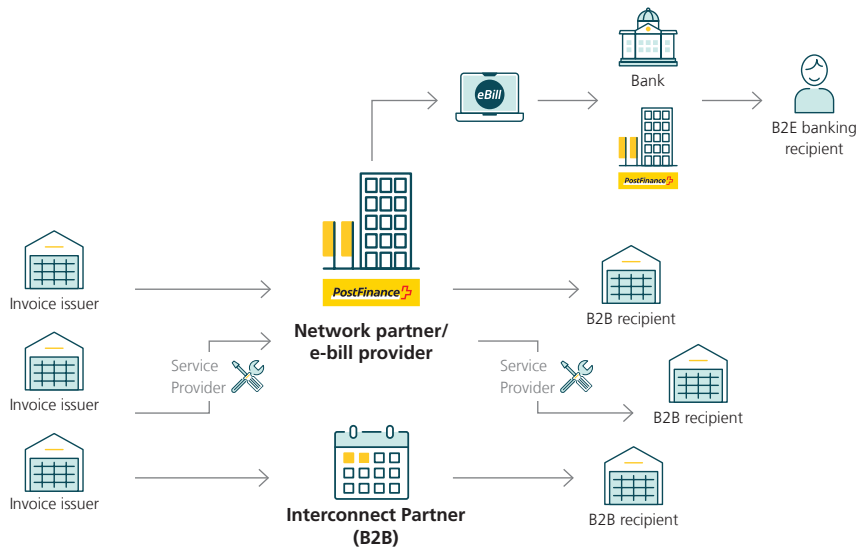 eBill
Bank
B2E banking
recipient
PostFinance
Invoice issuer
PostFinance
B2B recipient
Network partner/
e-bill provider
Service
Provider
Service
Provider
Invoice issuer
B2B recipient
Invoice issuer
Interconnect Partner
(B2B)
B2B recipient